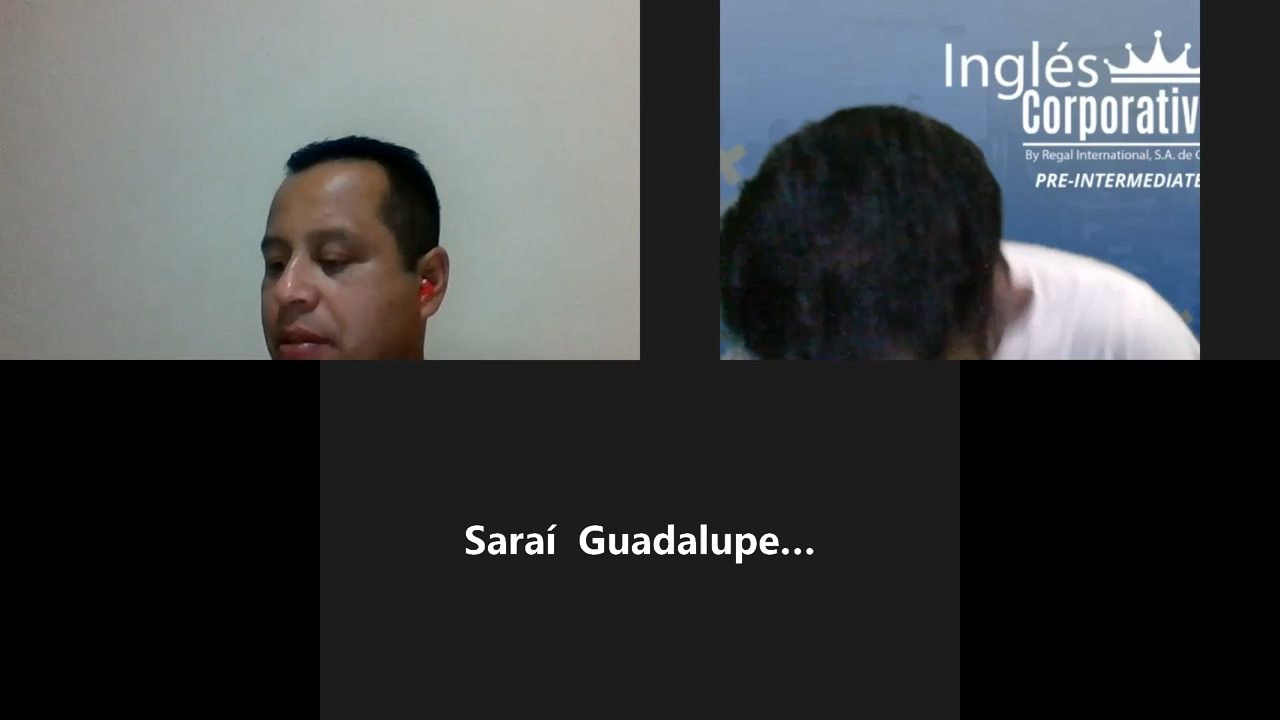 Inglés
Corporativ
By Regal International, S.A. de C
PRE-INTERMEDIATE
Saraí Guadalupe...